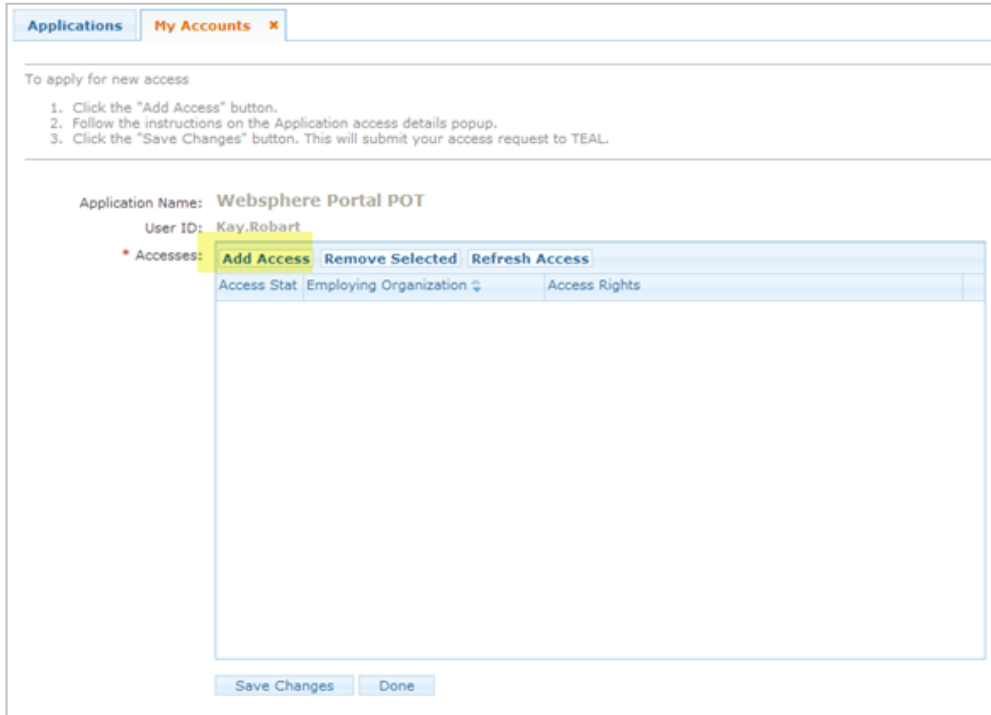 Applications My Accounts ✖
To apply for new access
1. Click the "Add Access" button.
2. Follow the instructions on the Application access details popup.
3. Click the "Save Changes" button. This will submit your access request to TEAL.
Application Name: Websphere Portal POT
User ID: Kay.Robart
* Accesses: Add Access Remove Selected Refresh Access
Access Stat Employing Organization Access Rights
Save Changes Done